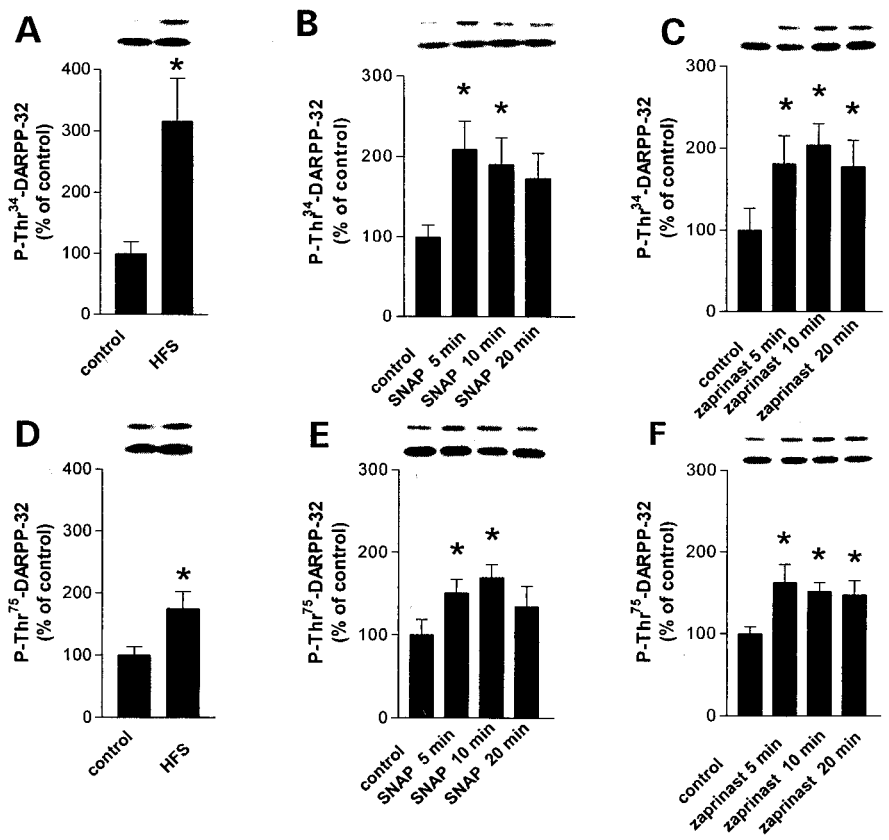 A
P-Thr34-DARPP-32
(% of control)
400
300
200
100
0
*
control
HFS
B
P-Thr34-DARPP-32
(% of control)
300
200
100
0
*
*
control
SNAP 5 min
SNAP 10 min
SNAP 20 min
C
P-Thr34-DARPP-32
(% of control)
300
200
100
0
*
*
*
control
zaprinast 5 min
zaprinast 10 min
zaprinast 20 min
D
P-Thr75-DARPP-32
(% of control)
400
300
200
100
0
*
control
HFS
E
P-Thr75-DARPP-32
(% of control)
300
200
100
0
*
*
control
SNAP 5 min
SNAP 10 min
SNAP 20 min
F
P-Thr75-DARPP-32
(% of control)
300
200
100
0
*
*
*
control
zaprinast 5 min
zaprinast 10 min
zaprinast 20 min